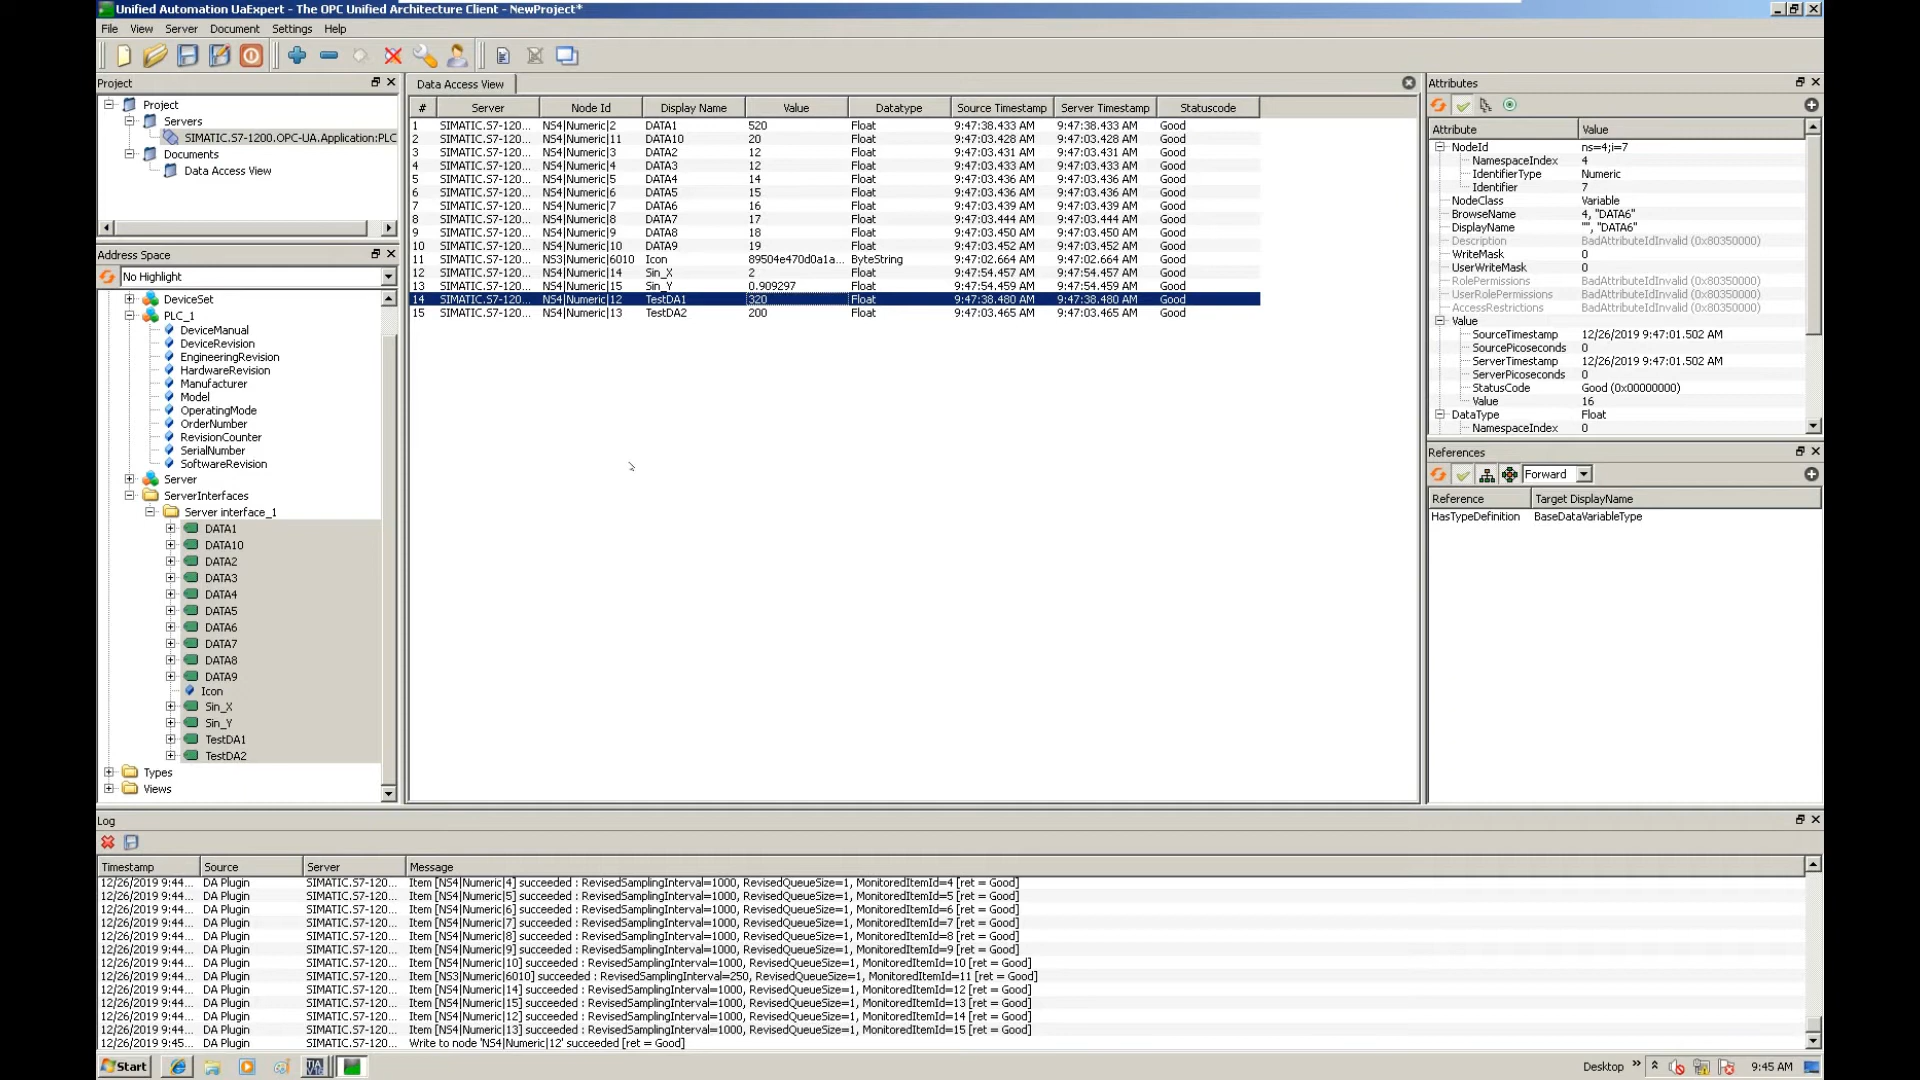 Unified Automation UaExpert - The OPC Unified Architecture Client - NewProject*
File View Server Document Settings Help
Project
Project
Servers
SIMATIC.S7-1200.OPC-UA.Application:PLC
Documents
Data Access View
Address Space
No Highlight
DeviceSet
PLC_1
DeviceManual
DeviceRevision
EngineeringRevision
HardwareRevision
Manufacturer
Model
OperatingMode
OrderNumber
RevisionCounter
SerialNumber
SoftwareRevision
Server
ServerInterfaces
Server interface_1
DATA1
DATA10
DATA2
DATA3
DATA4
DATA5
DATA6
DATA7
DATA8
DATA9
Icon
Sin_X
Sin_Y
TestDA1
TestDA2
Types
Views
Data Access View
# Server Node Id Display Name Value Datatype Source Timestamp Server Timestamp Statuscode
1 SIMATIC.S7-120... NS4|Numeric|2 DATA1 520 Float 9:47:38.433 AM 9:47:38.433 AM Good
2 SIMATIC.S7-120... NS4|Numeric|11 DATA10 20 Float 9:47:03.428 AM 9:47:03.428 AM Good
3 SIMATIC.S7-120... NS4|Numeric|3 DATA2 12 Float 9:47:03.431 AM 9:47:03.431 AM Good
4 SIMATIC.S7-120... NS4|Numeric|4 DATA3 12 Float 9:47:03.433 AM 9:47:03.433 AM Good
5 SIMATIC.S7-120... NS4|Numeric|5 DATA4 14 Float 9:47:03.436 AM 9:47:03.436 AM Good
6 SIMATIC.S7-120... NS4|Numeric|6 DATA5 15 Float 9:47:03.436 AM 9:47:03.436 AM Good
7 SIMATIC.S7-120... NS4|Numeric|7 DATA6 16 Float 9:47:03.439 AM 9:47:03.439 AM Good
8 SIMATIC.S7-120... NS4|Numeric|8 DATA7 17 Float 9:47:03.444 AM 9:47:03.444 AM Good
9 SIMATIC.S7-120... NS4|Numeric|9 DATA8 18 Float 9:47:03.450 AM 9:47:03.450 AM Good
10 SIMATIC.S7-120... NS4|Numeric|10 DATA9 19 Float 9:47:03.452 AM 9:47:03.452 AM Good
11 SIMATIC.S7-120... NS3|Numeric|6010 Icon 89504e470d0a1a... ByteString 9:47:02.664 AM 9:47:02.664 AM Good
12 SIMATIC.S7-120... NS4|Numeric|14 Sin_X 2 Float 9:47:54.457 AM 9:47:54.457 AM Good
13 SIMATIC.S7-120... NS4|Numeric|15 Sin_Y 0.909297 Float 9:47:54.459 AM 9:47:54.459 AM Good
14 SIMATIC.S7-120... NS4|Numeric|12 TestDA1 320 Float 9:47:38.480 AM 9:47:38.480 AM Good
15 SIMATIC.S7-120... NS4|Numeric|13 TestDA2 200 Float 9:47:03.465 AM 9:47:03.465 AM Good
Attributes
Attribute Value
NodeId ns=4;i=7
NamespaceIndex 4
IdentifierType Numeric
Identifier 7
NodeClass Variable
BrowseName 4, "DATA6"
DisplayName "", "DATA6"
Description BadAttributeIdInvalid (0x80350000)
WriteMask 0
UserWriteMask 0
RolePermissions BadAttributeIdInvalid (0x80350000)
UserRolePermissions BadAttributeIdInvalid (0x80350000)
AccessRestrictions BadAttributeIdInvalid (0x80350000)
Value
SourceTimestamp 12/26/2019 9:47:01.502 AM
SourcePicoseconds 0
ServerTimestamp 12/26/2019 9:47:01.502 AM
ServerPicoseconds 0
StatusCode Good (0x00000000)
Value 16
DataType Float
NamespaceIndex 0
References
Forward
Reference Target DisplayName
HasTypeDefinition BaseDataVariableType
Log
Timestamp Source Server Message
12/26/2019 9:44... DA Plugin SIMATIC.S7-120... Item [NS4|Numeric|4] succeeded : RevisedSamplingInterval=1000, RevisedQueueSize=1, MonitoredItemId=4 [ret = Good]
12/26/2019 9:44... DA Plugin SIMATIC.S7-120... Item [NS4|Numeric|5] succeeded : RevisedSamplingInterval=1000, RevisedQueueSize=1, MonitoredItemId=5 [ret = Good]
12/26/2019 9:44... DA Plugin SIMATIC.S7-120... Item [NS4|Numeric|6] succeeded : RevisedSamplingInterval=1000, RevisedQueueSize=1, MonitoredItemId=6 [ret = Good]
12/26/2019 9:44... DA Plugin SIMATIC.S7-120... Item [NS4|Numeric|7] succeeded : RevisedSamplingInterval=1000, RevisedQueueSize=1, MonitoredItemId=7 [ret = Good]
12/26/2019 9:44... DA Plugin SIMATIC.S7-120... Item [NS4|Numeric|8] succeeded : RevisedSamplingInterval=1000, RevisedQueueSize=1, MonitoredItemId=8 [ret = Good]
12/26/2019 9:44... DA Plugin SIMATIC.S7-120... Item [NS4|Numeric|9] succeeded : RevisedSamplingInterval=1000, RevisedQueueSize=1, MonitoredItemId=9 [ret = Good]
12/26/2019 9:44... DA Plugin SIMATIC.S7-120... Item [NS4|Numeric|10] succeeded : RevisedSamplingInterval=1000, RevisedQueueSize=1, MonitoredItemId=10 [ret = Good]
12/26/2019 9:44... DA Plugin SIMATIC.S7-120... Item [NS3|Numeric|6010] succeeded : RevisedSamplingInterval=250, RevisedQueueSize=1, MonitoredItemId=11 [ret = Good]
12/26/2019 9:44... DA Plugin SIMATIC.S7-120... Item [NS4|Numeric|14] succeeded : RevisedSamplingInterval=1000, RevisedQueueSize=1, MonitoredItemId=12 [ret = Good]
12/26/2019 9:44... DA Plugin SIMATIC.S7-120... Item [NS4|Numeric|15] succeeded : RevisedSamplingInterval=1000, RevisedQueueSize=1, MonitoredItemId=13 [ret = Good]
12/26/2019 9:44... DA Plugin SIMATIC.S7-120... Item [NS4|Numeric|12] succeeded : RevisedSamplingInterval=1000, RevisedQueueSize=1, MonitoredItemId=14 [ret = Good]
12/26/2019 9:44... DA Plugin SIMATIC.S7-120... Item [NS4|Numeric|13] succeeded : RevisedSamplingInterval=1000, RevisedQueueSize=1, MonitoredItemId=15 [ret = Good]
12/26/2019 9:45... DA Plugin SIMATIC.S7-120... Write to node 'NS4|Numeric|12' succeeded [ret = Good]
Start Desktop 9:45 AM